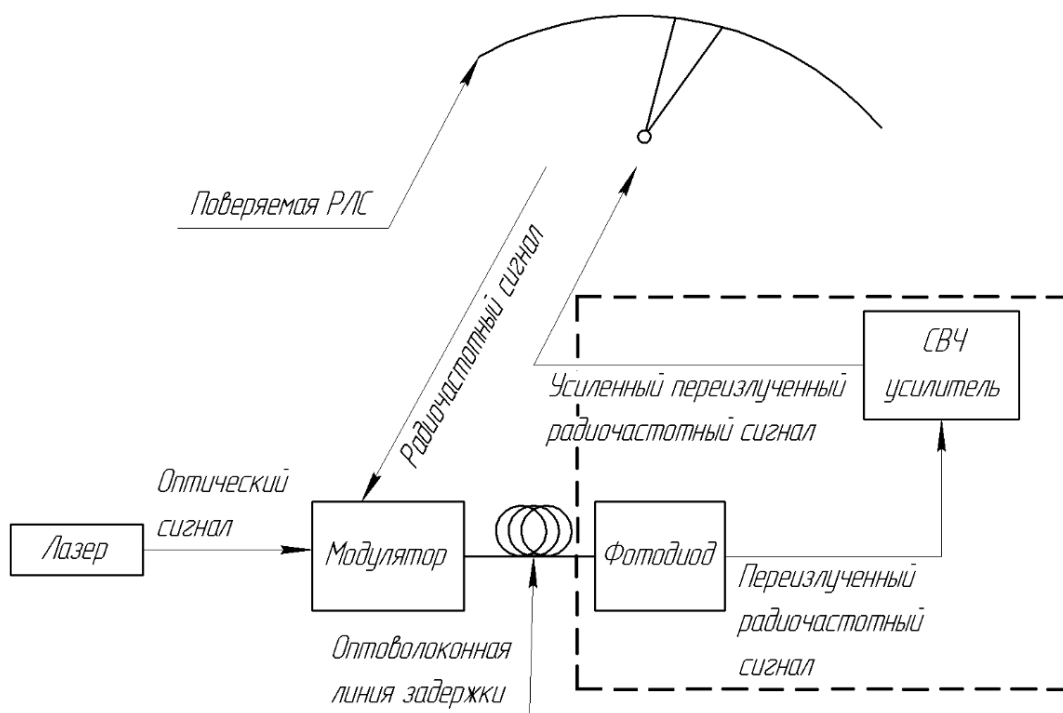 Поверяемая РЛС
Радиочастотный сигнал
СВЧ
усилитель
Усиленный переизлученный
радиочастотный сигнал
Оптический
сигнал
Лазер
Модулятор
Фотодиод
Переизлученный
радиочастотный
сигнал
Оптоволоконная
линия задержки